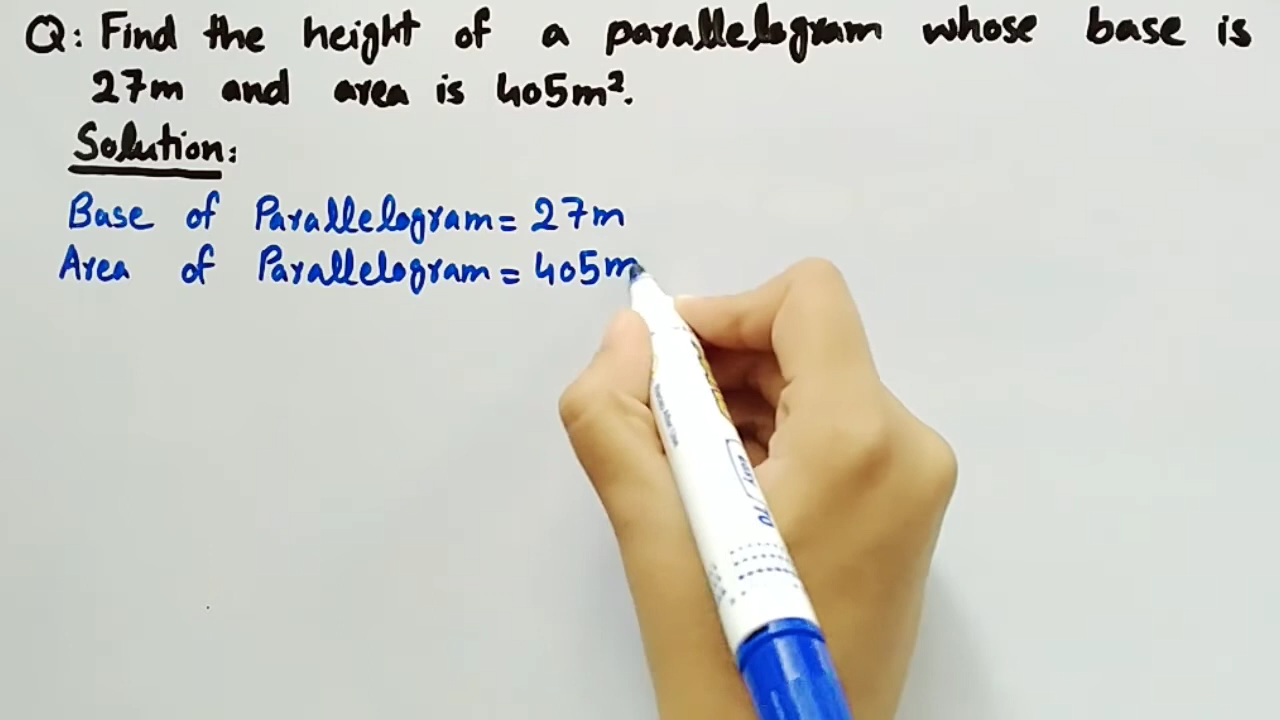 Q: Find the height of a parallelogram whose base is
27m and area is 405m².
Solution:
Base of Parallelogram = 27m
Area of Parallelogram = 405m
70